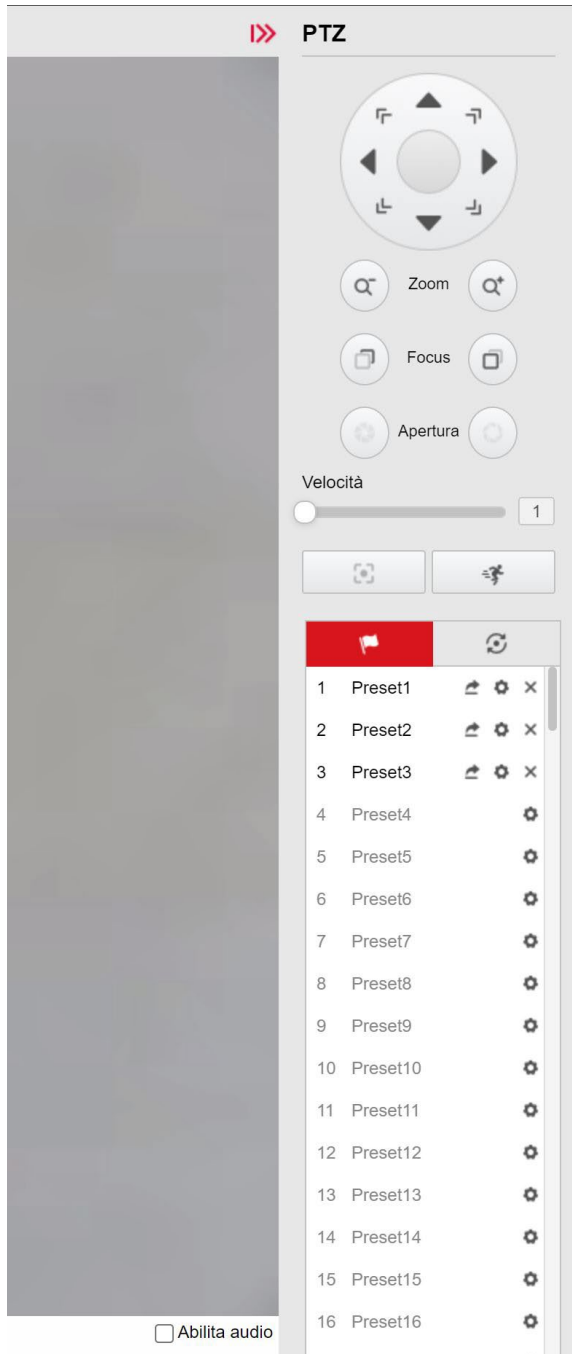 PTZ
Zoom
Focus
Apertura
Velocità
1
1 Preset1
2 Preset2
3 Preset3
4 Preset4
5 Preset5
6 Preset6
7 Preset7
8 Preset8
9 Preset9
10 Preset10
11 Preset11
12 Preset12
13 Preset13
14 Preset14
15 Preset15
16 Preset16
Abilita audio